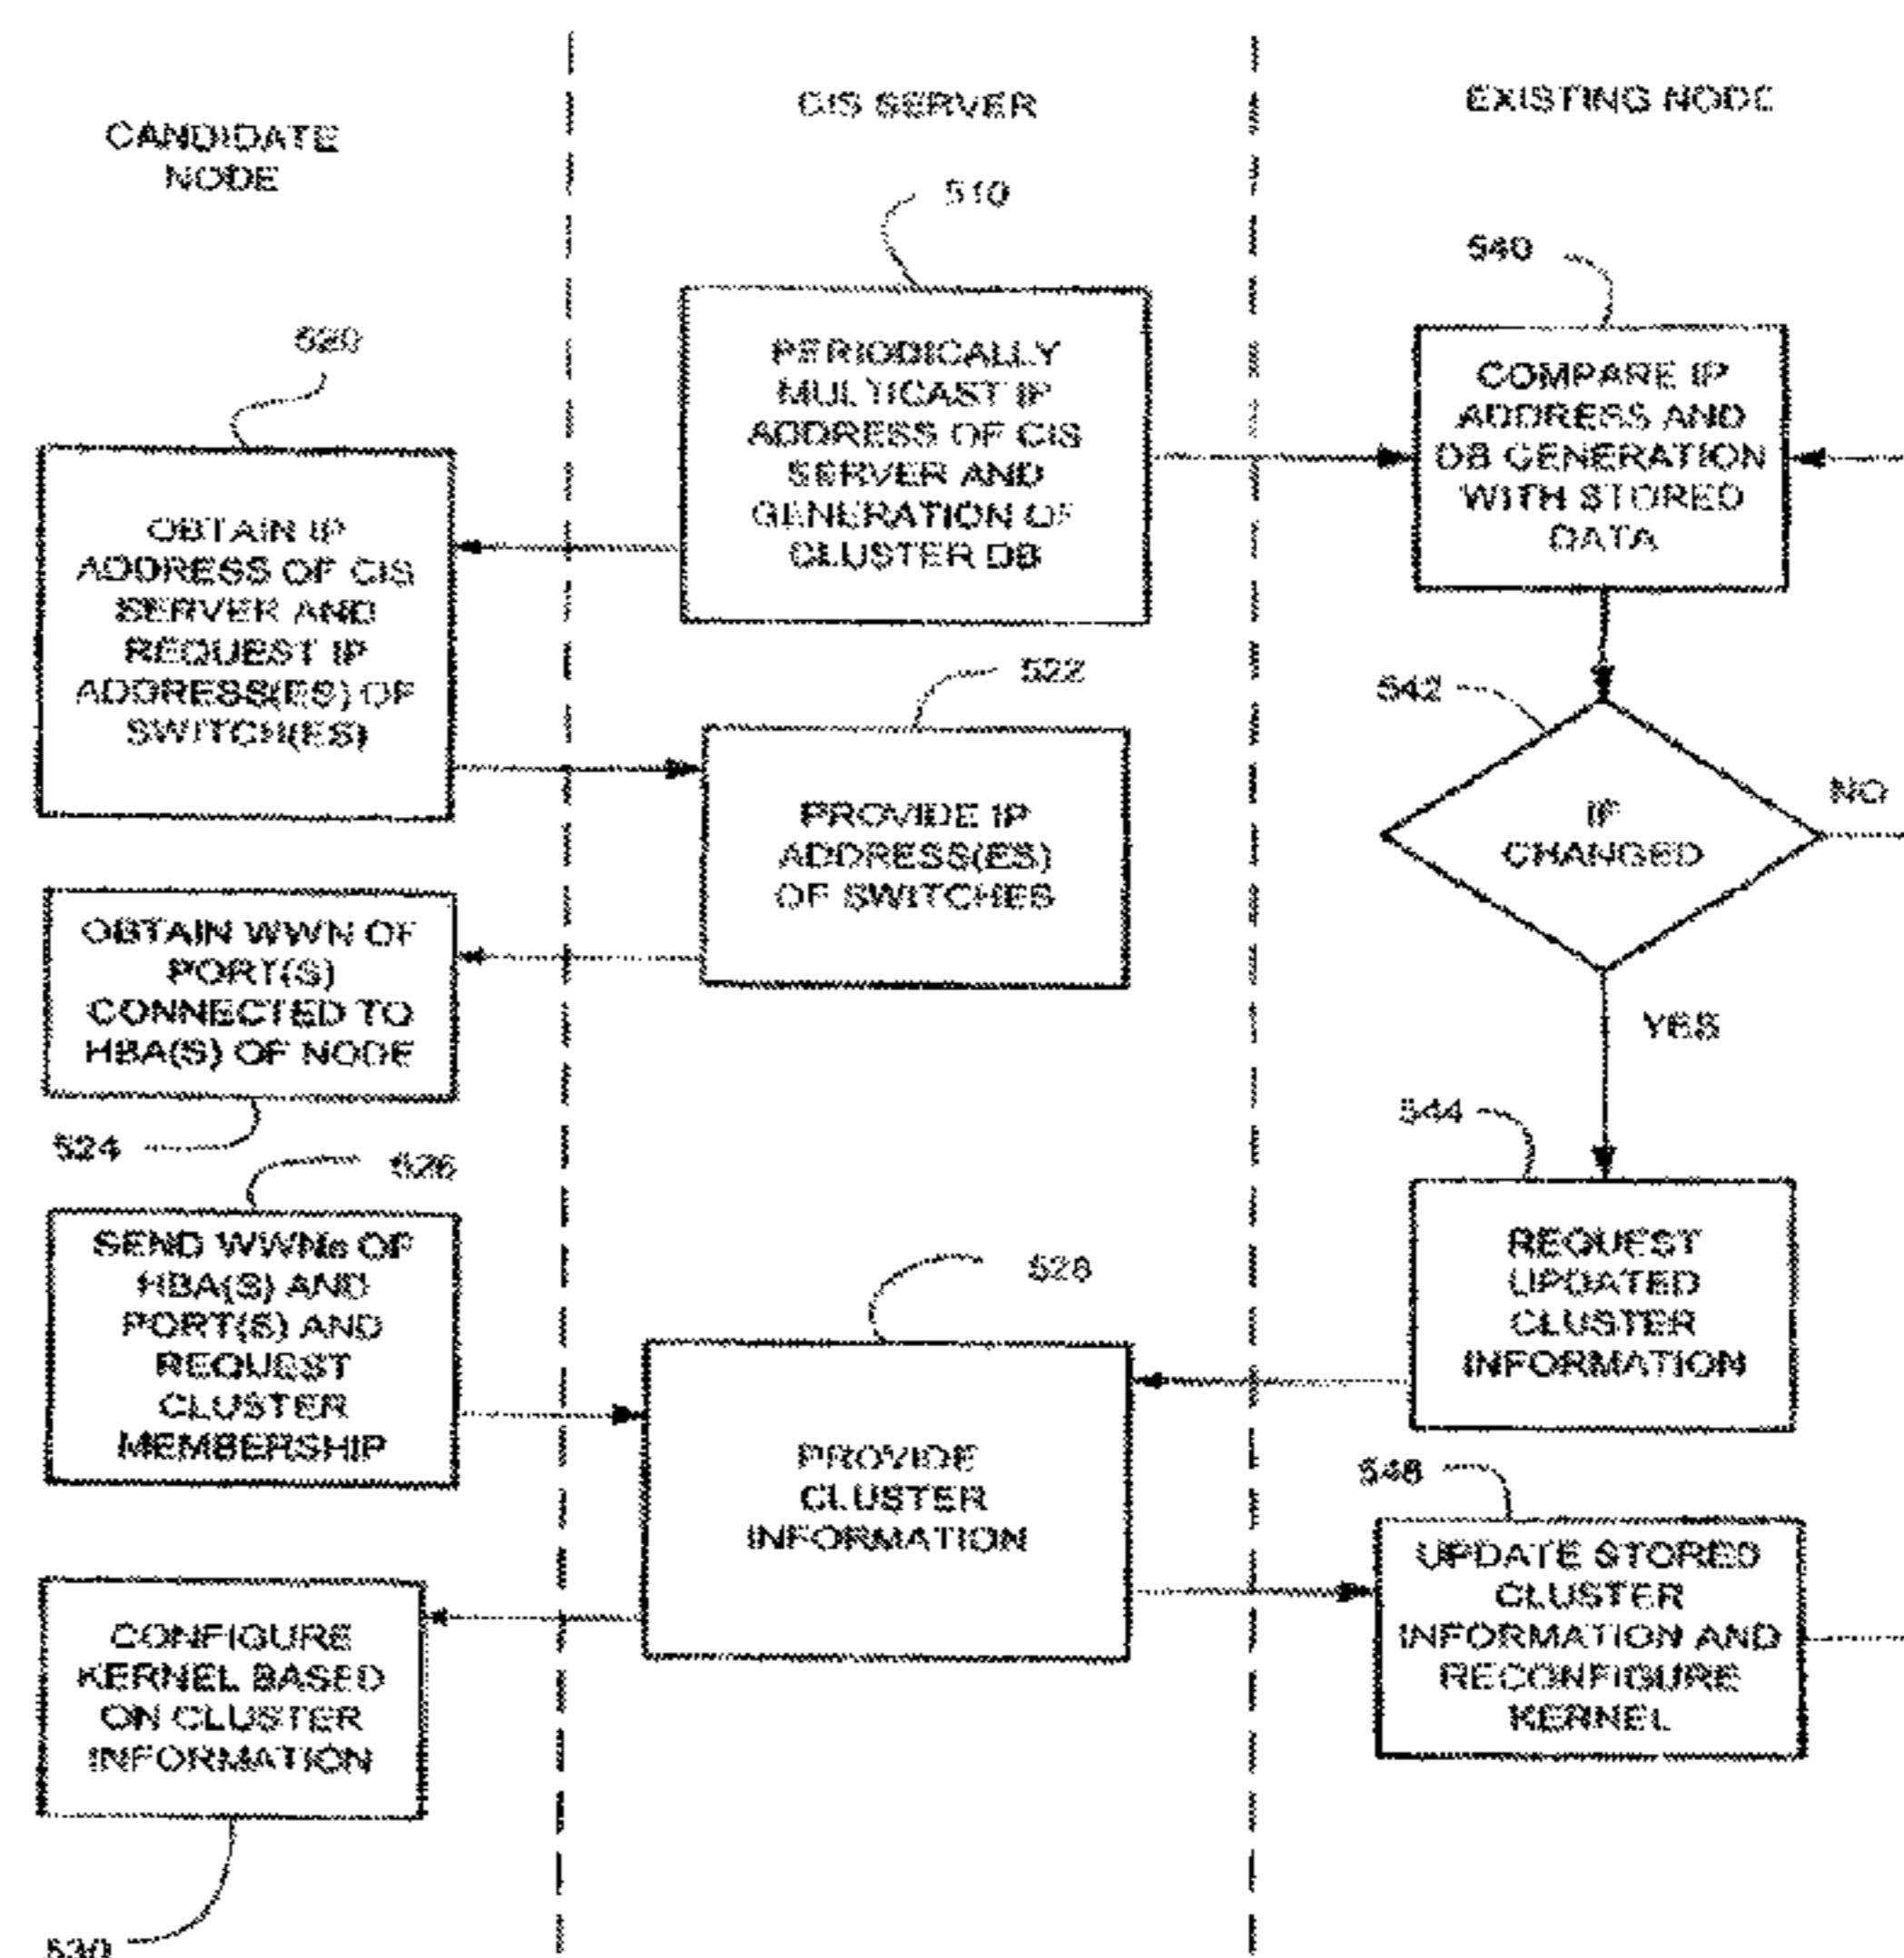 CANDIDATE
NODE
CIS SERVER
EXISTING NODE
510
540
520
PERIODICALLY
MULTICAST IP
ADDRESS OF CIS
SERVER AND
GENERATION OF
CLUSTER DB
COMPARE IP
ADDRESS AND
DB GENERATION
WITH STORED
DATA
OBTAIN IP
ADDRESS OF CIS
SERVER AND
REQUEST IP
ADDRESS(ES) OF
SWITCH(ES)
522
542
PROVIDE IP
ADDRESS(ES)
OF SWITCHES
IF
CHANGED
NO
OBTAIN WWN OF
PORT(S)
CONNECTED TO
HBA(S) OF NODE
YES
524
544
526
SEND WWNs OF
HBA(S) AND
PORT(S) AND
REQUEST
CLUSTER
MEMBERSHIP
528
REQUEST
UPDATED
CLUSTER
INFORMATION
PROVIDE
CLUSTER
INFORMATION
546
UPDATE STORED
CLUSTER
INFORMATION AND
RECONFIGURE
KERNEL
CONFIGURE
KERNEL BASED
ON CLUSTER
INFORMATION
530